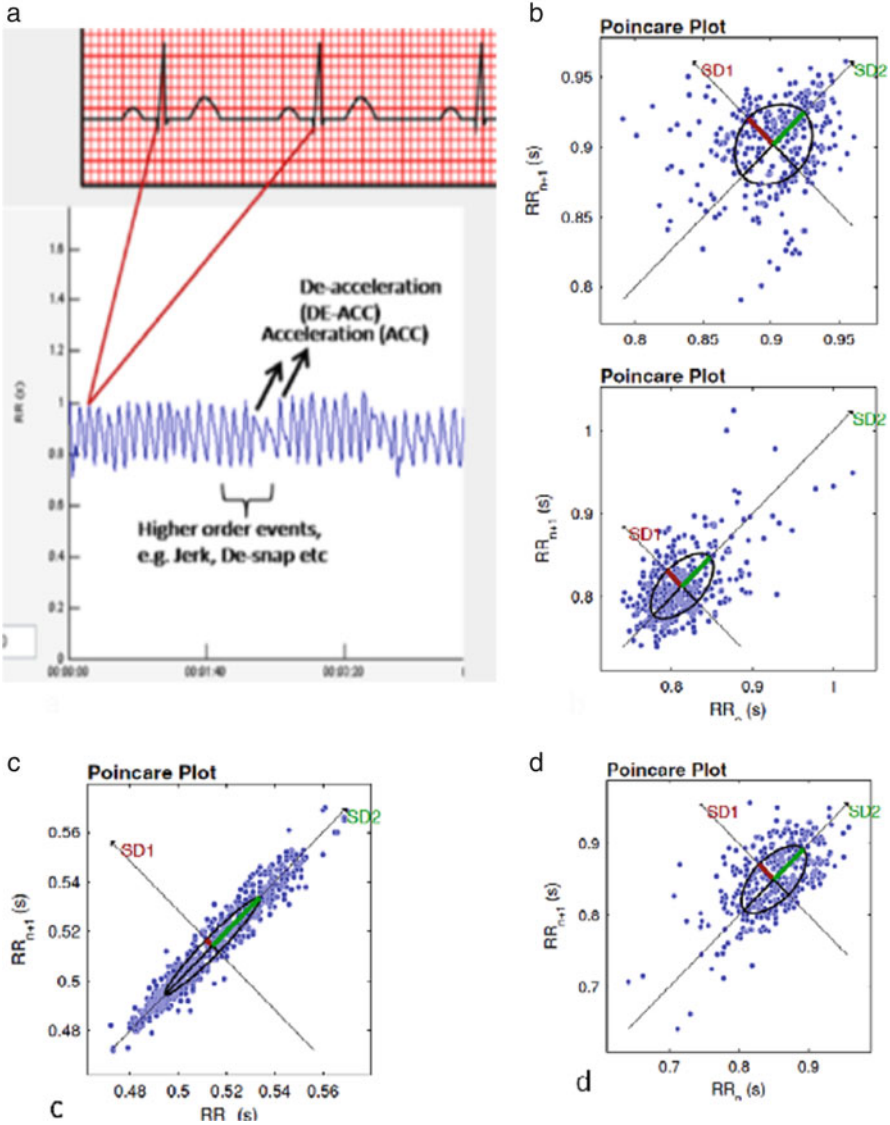 a
1.6
1.4
1.2
1
0.8
0.6
0.4
0.2
0
RR (s)
De-acceleration
(DE-ACC)
Acceleration (ACC)
Higher order events,
e.g. Jerk, De-snap etc
00:00:00
00:01:40
00:03:20
b
Poincare Plot
SD1
SD2
0.95
0.9
0.85
0.8
RRn+1 (s)
0.8
0.85
0.9
0.95
Poincare Plot
SD1
SD2
1
0.9
0.8
RRn+1 (s)
0.8
0.9
1
RRn (s)
c
Poincare Plot
SD1
SD2
0.56
0.54
0.52
0.5
0.48
RRn+1 (s)
0.48
0.5
0.52
0.54
0.56
RR (s)
c
d
Poincare Plot
SD1
SD2
0.9
0.8
0.7
RRn+1 (s)
0.7
0.8
0.9
RRn (s)
d